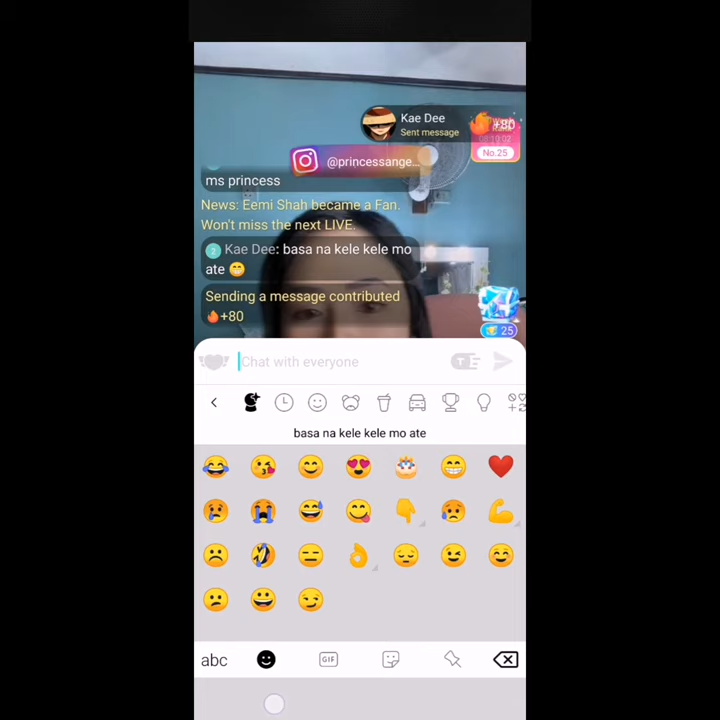 Kae Dee
Sent message
+80
No.25
@princessange...
ms princess
News: Eemi Shah became a Fan.
Won't miss the next LIVE.
Kae Dee: basa na kele kele mo
ate 😁
Sending a message contributed
🔥+80
25
Chat with everyone
basa na kele kele mo ate
abc
GIF